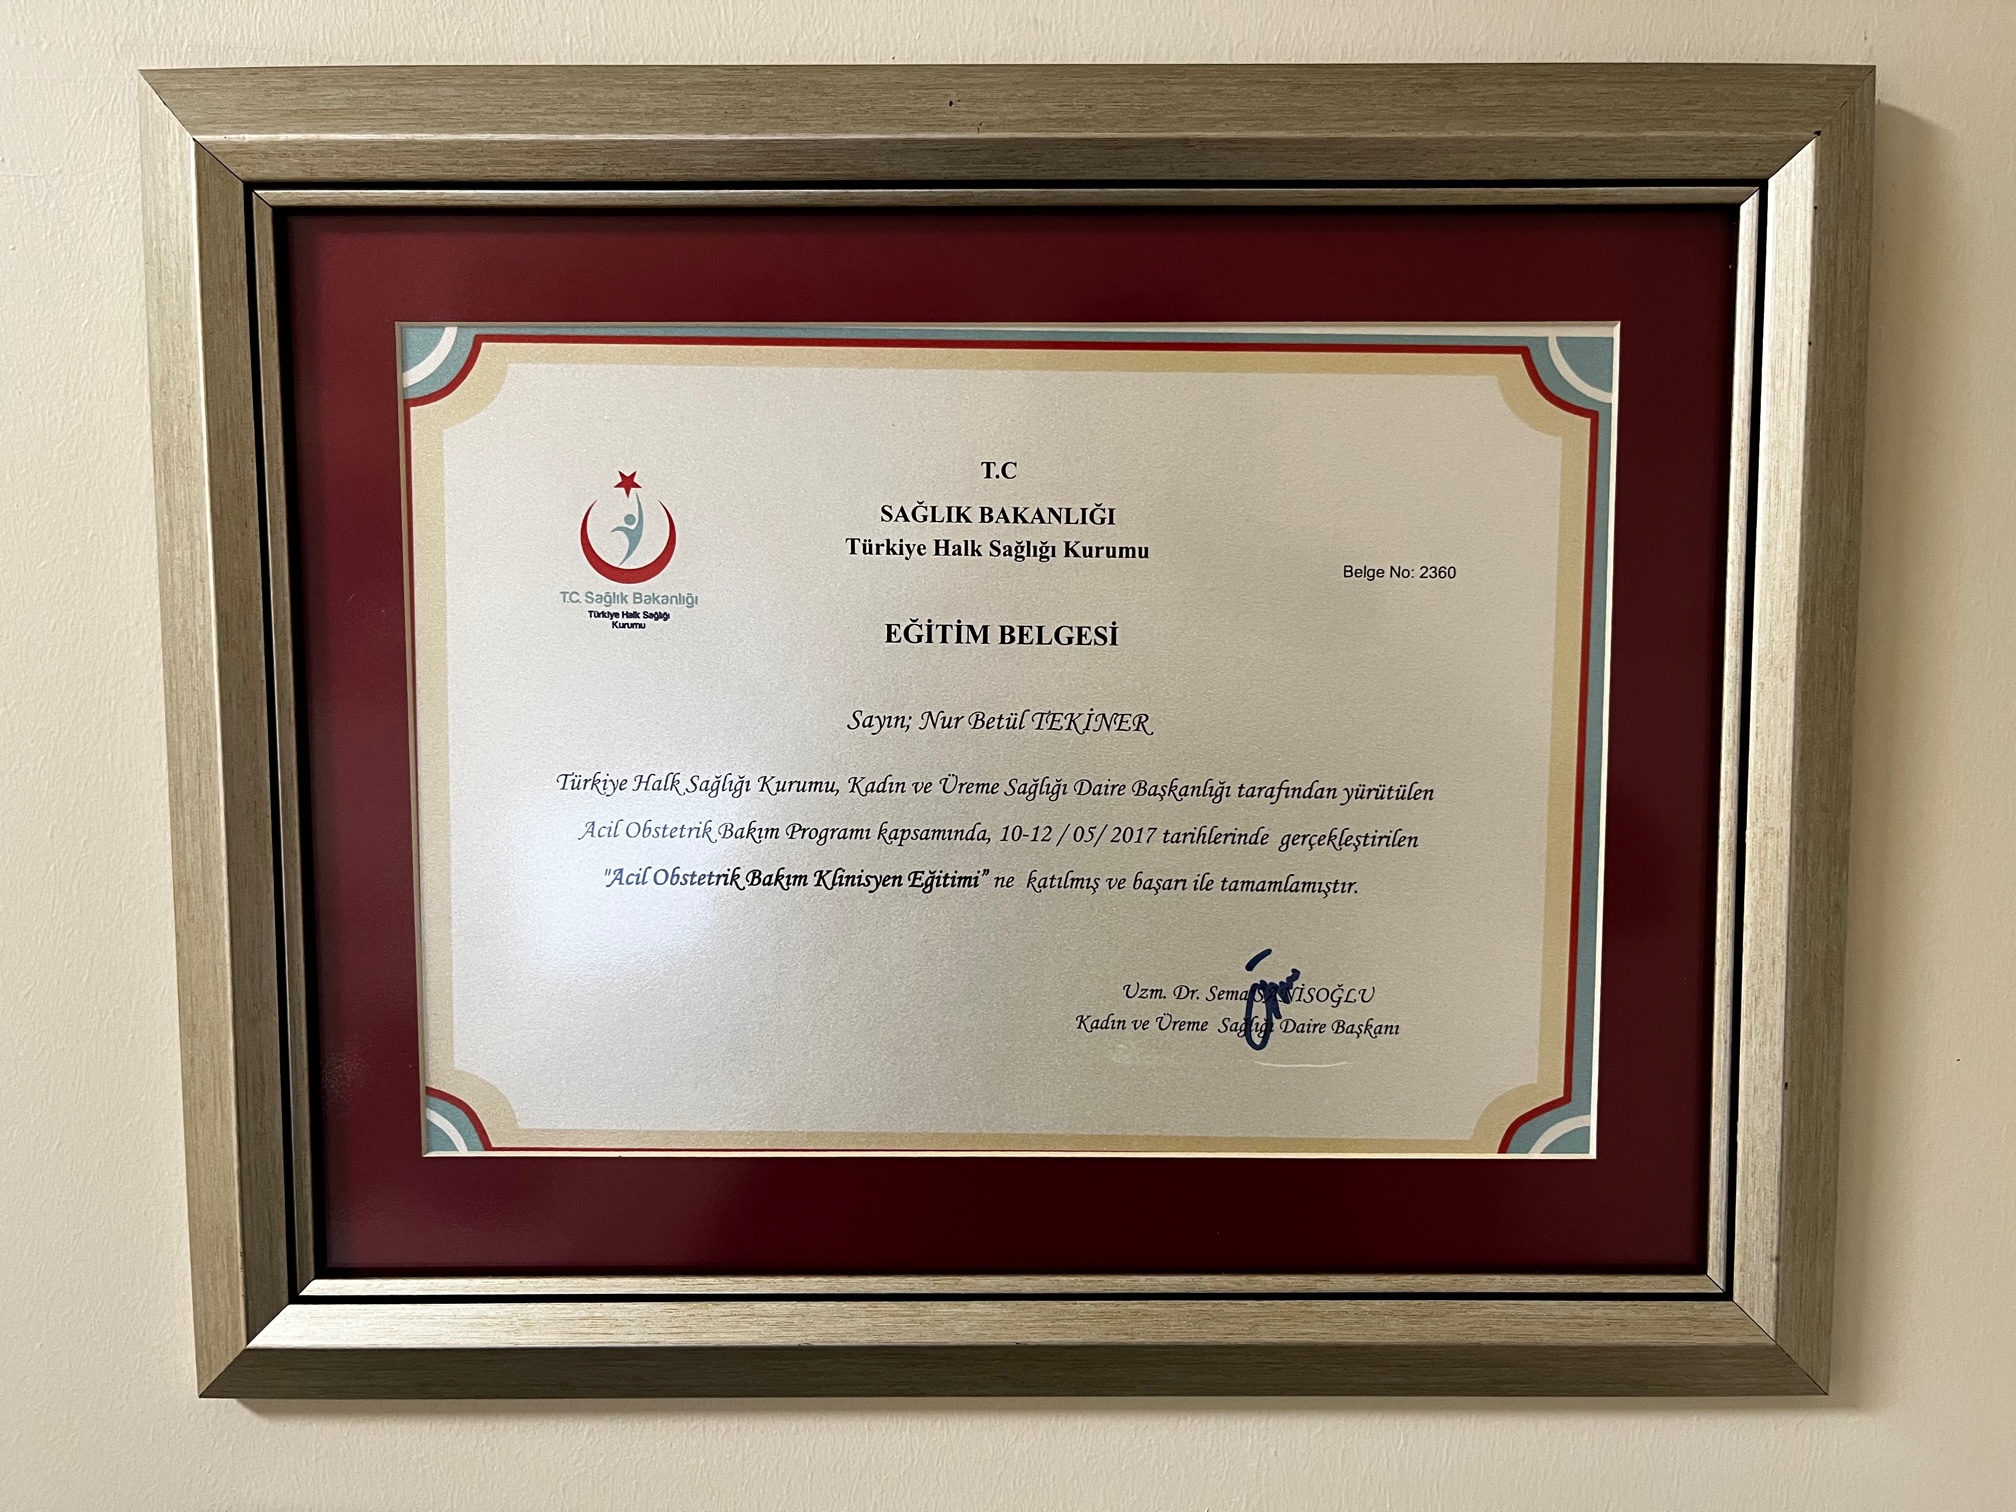 T.C
SAĞLIK BAKANLIĞI
Türkiye Halk Sağlığı Kurumu
T.C. Sağlık Bakanlığı
Türkiye Halk Sağlığı
Kurumu
Belge No: 2360
EĞİTİM BELGESİ
Sayın; Nur Betül TEKİNER
Türkiye Halk Sağlığı Kurumu, Kadın ve Üreme Sağlığı Daire Başkanlığı tarafından yürütülen
Acil Obstetrik Bakım Programı kapsamında, 10-12 / 05/ 2017 tarihlerinde gerçekleştirilen
"Acil Obstetrik Bakım Klinisyen Eğitimi" ne katılmış ve başarı ile tamamlamıştır.
Uzm. Dr. Sema SANİSOĞLU
Kadın ve Üreme Sağlığı Daire Başkanı